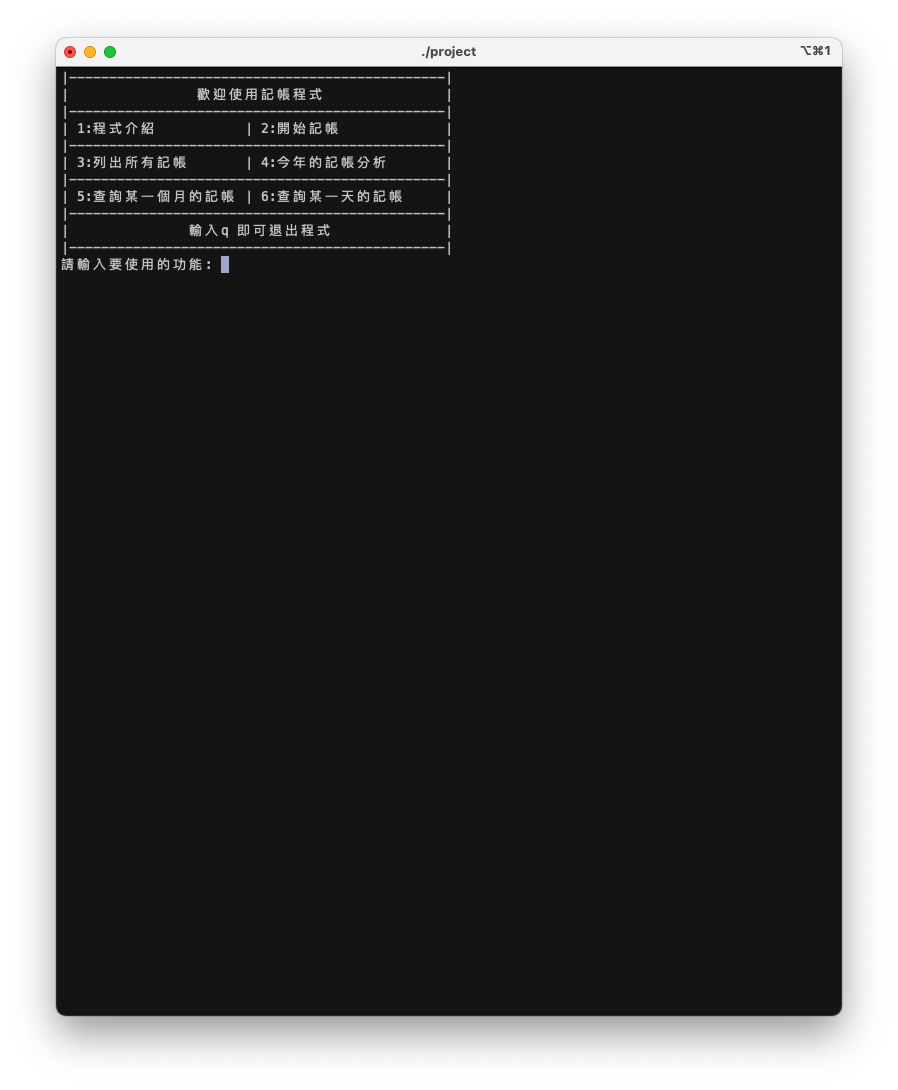 ./project
⌥⌘1
|-----------------------------------------------|
| 歡迎使用記帳程式 |
|-----------------------------------------------|
| 1:程式介紹 | 2:開始記帳 |
|-----------------------------------------------|
| 3:列出所有記帳 | 4:今年的記帳分析 |
|-----------------------------------------------|
| 5:查詢某一個月的記帳 | 6:查詢某一天的記帳 |
|-----------------------------------------------|
| 輸入q 即可退出程式 |
|-----------------------------------------------|
請輸入要使用的功能: